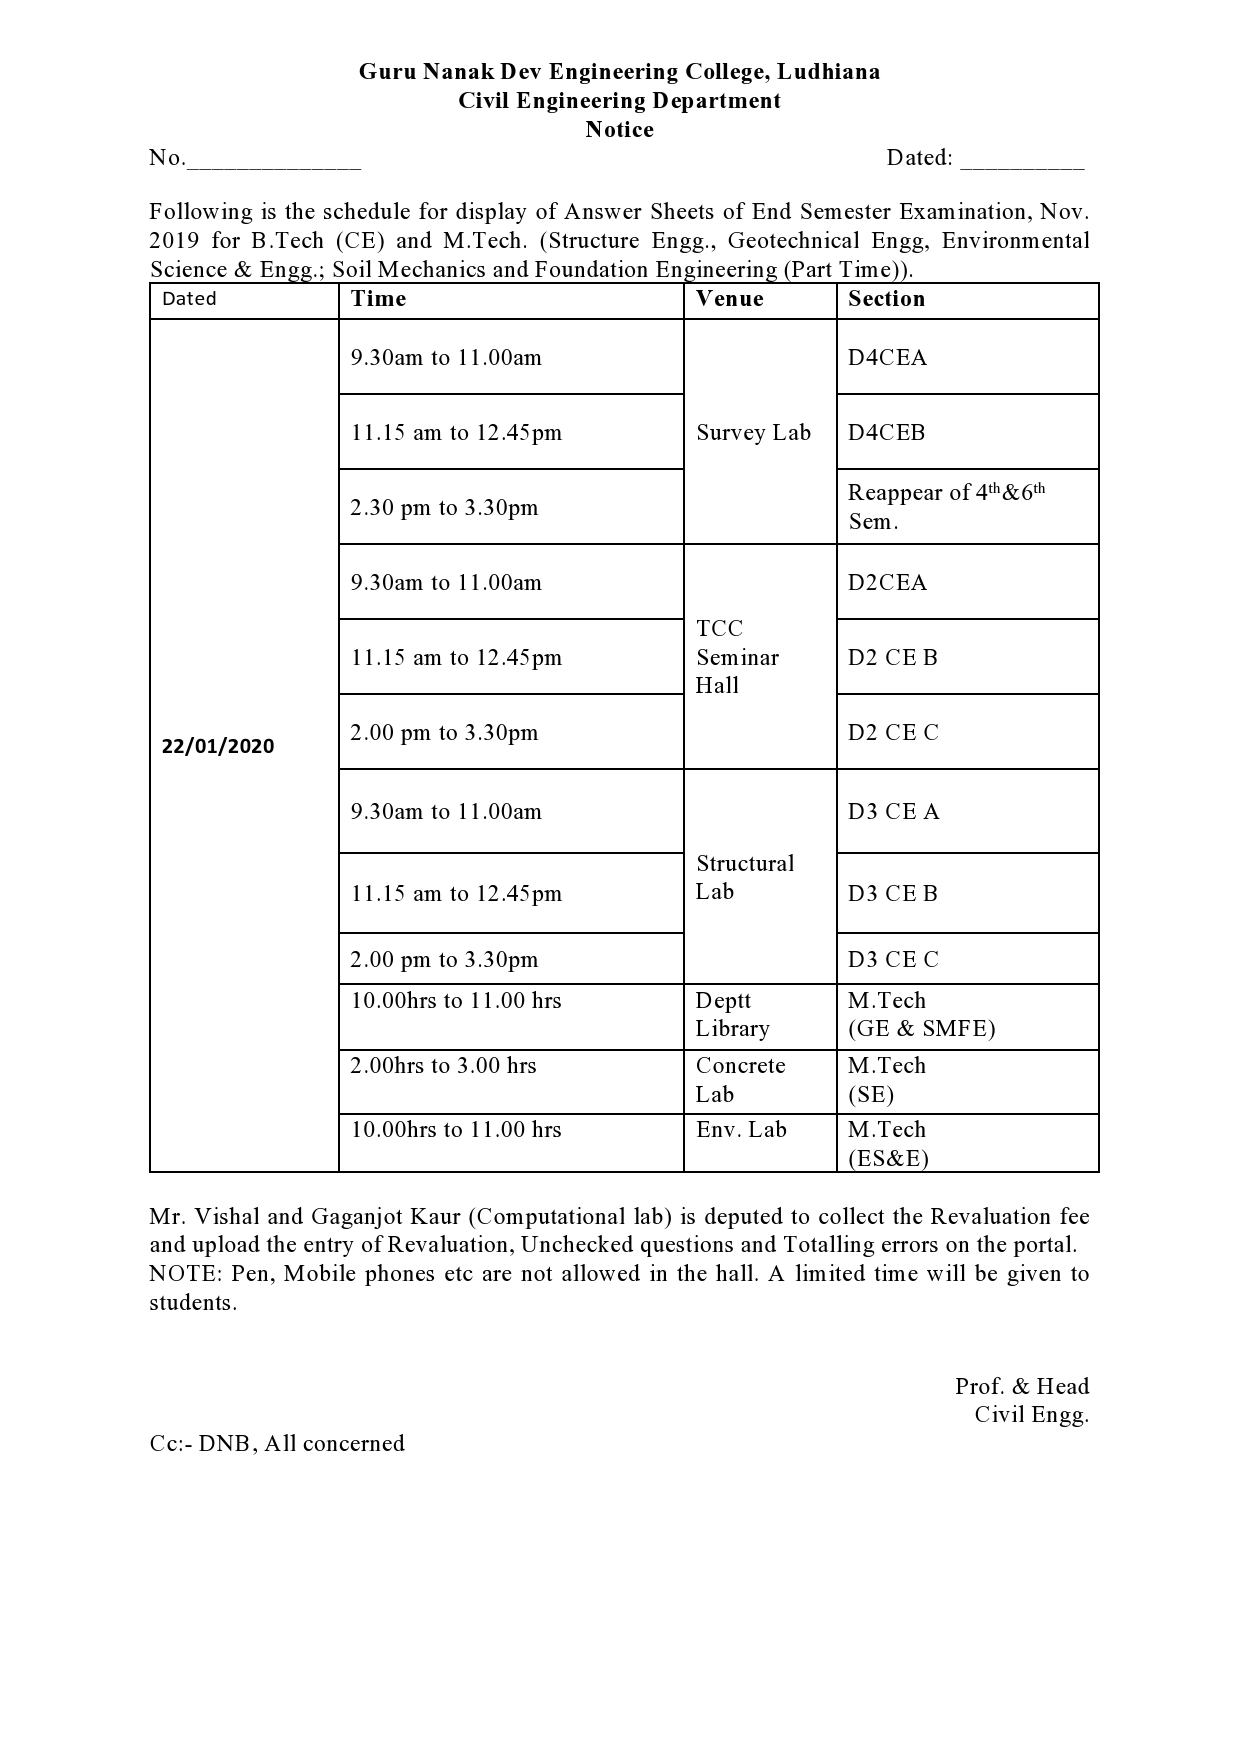 Guru Nanak Dev Engineering College, Ludhiana
Civil Engineering Department
Notice
No.______________ Dated: __________
Following is the schedule for display of Answer Sheets of End Semester Examination, Nov.
2019 for B.Tech (CE) and M.Tech. (Structure Engg., Geotechnical Engg, Environmental
Science & Engg.; Soil Mechanics and Foundation Engineering (Part Time)).
Dated Time Venue Section
22/01/2020
9.30am to 11.00am D4CEA
11.15 am to 12.45pm Survey Lab D4CEB
2.30 pm to 3.30pm Reappear of 4th&6th
Sem.
9.30am to 11.00am D2CEA
TCC
Seminar
Hall
11.15 am to 12.45pm D2 CE B
2.00 pm to 3.30pm D2 CE C
9.30am to 11.00am D3 CE A
Structural
Lab
11.15 am to 12.45pm D3 CE B
2.00 pm to 3.30pm D3 CE C
10.00hrs to 11.00 hrs Deptt M.Tech
Library (GE & SMFE)
2.00hrs to 3.00 hrs Concrete M.Tech
Lab (SE)
10.00hrs to 11.00 hrs Env. Lab M.Tech
(ES&E)
Mr. Vishal and Gaganjot Kaur (Computational lab) is deputed to collect the Revaluation fee
and upload the entry of Revaluation, Unchecked questions and Totalling errors on the portal.
NOTE: Pen, Mobile phones etc are not allowed in the hall. A limited time will be given to
students.
Prof. & Head
Civil Engg.
Cc:- DNB, All concerned